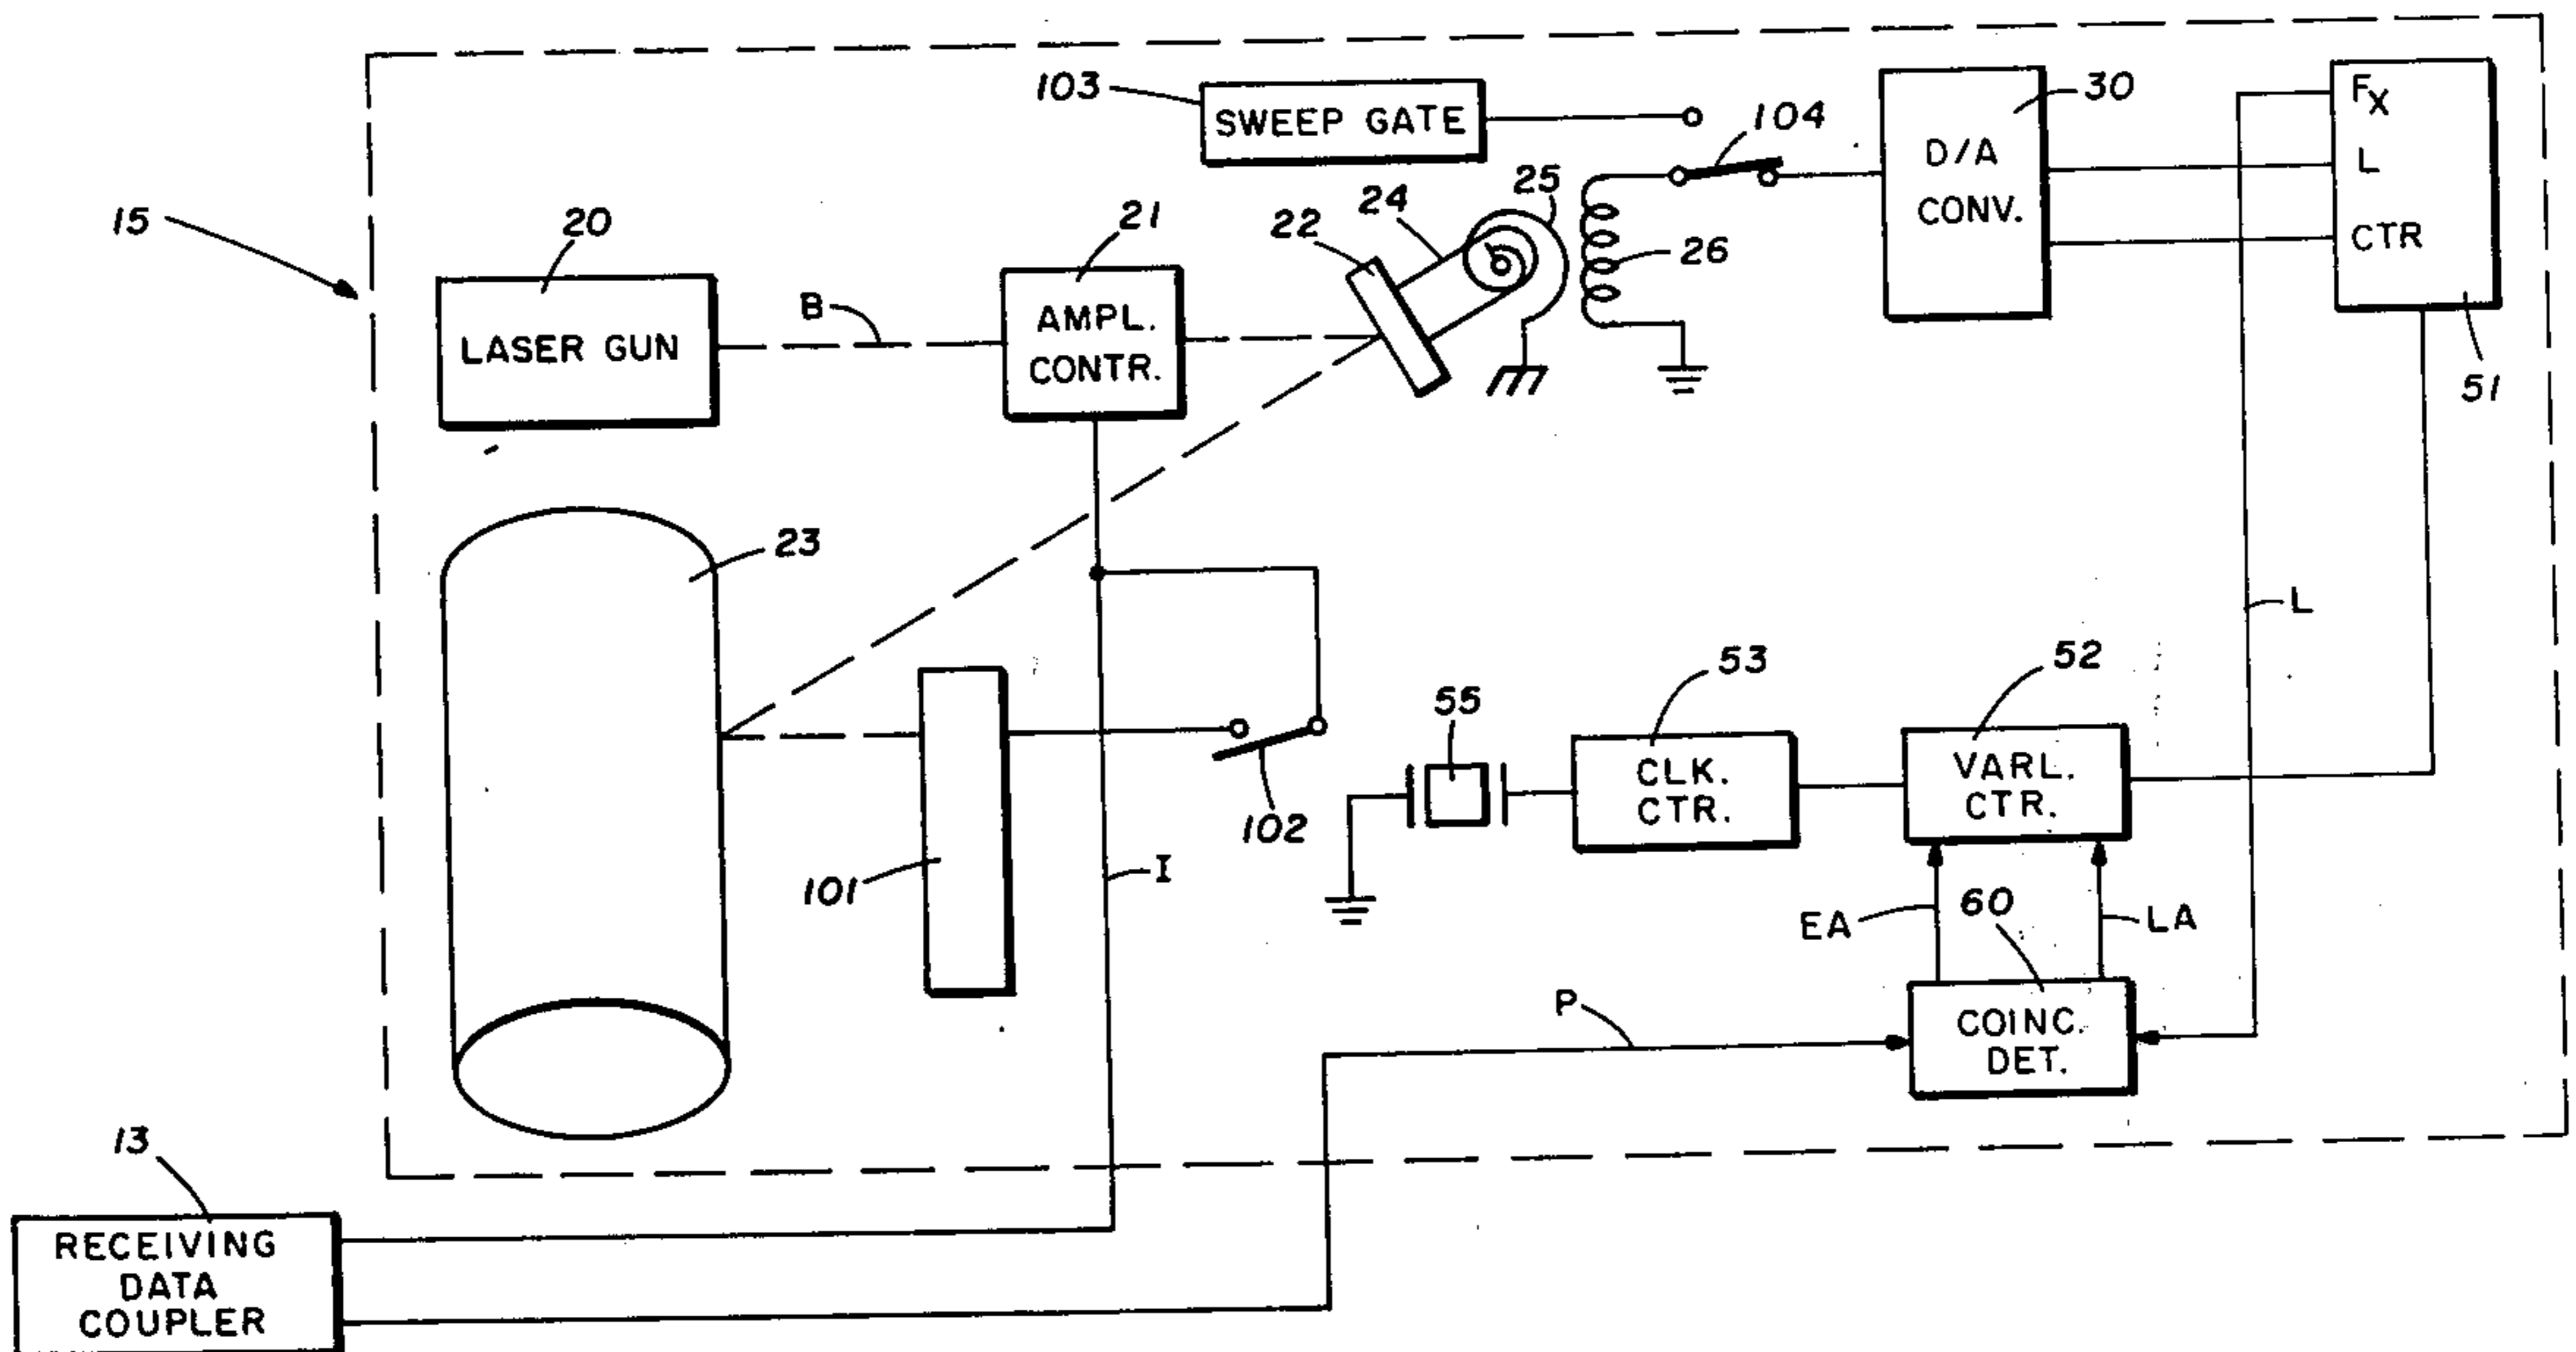 103
SWEEP GATE
104
30
D/A
CONV.
FX
L
CTR
51
15
20
LASER GUN
B
21
AMPL.
CONTR.
22
24
25
26
23
L
101
102
I
55
53
CLK.
CTR.
52
VARL.
CTR.
EA
60
LA
P
COINC.
DET.
13
RECEIVING
DATA
COUPLER